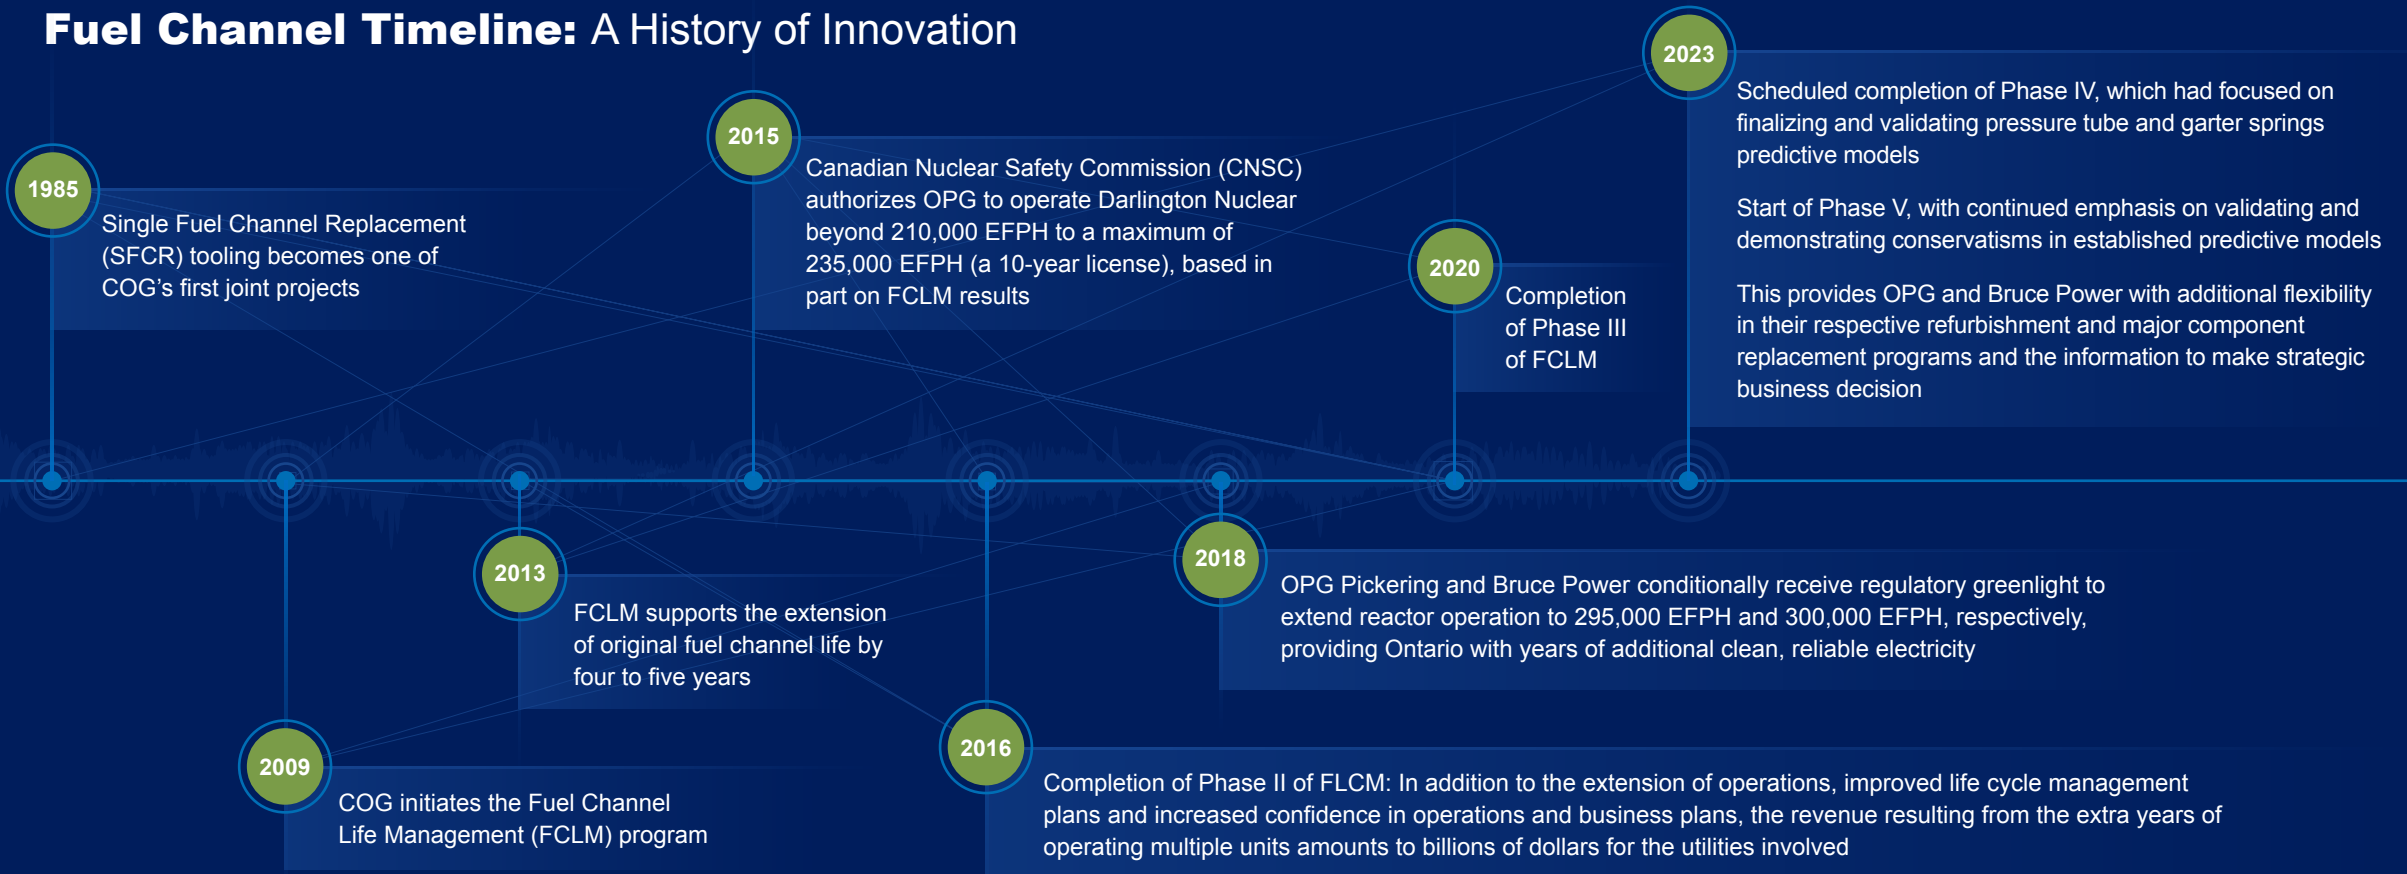 Fuel Channel Timeline: A History of Innovation
1985
Single Fuel Channel Replacement
(SFCR) tooling becomes one of
COG’s first joint projects
2009
COG initiates the Fuel Channel
Life Management (FCLM) program
2013
FCLM supports the extension
of original fuel channel life by
four to five years
2015
Canadian Nuclear Safety Commission (CNSC)
authorizes OPG to operate Darlington Nuclear
beyond 210,000 EFPH to a maximum of
235,000 EFPH (a 10-year license), based in
part on FCLM results
2016
Completion of Phase II of FLCM: In addition to the extension of operations, improved life cycle management
plans and increased confidence in operations and business plans, the revenue resulting from the extra years of
operating multiple units amounts to billions of dollars for the utilities involved
2018
OPG Pickering and Bruce Power conditionally receive regulatory greenlight to
extend reactor operation to 295,000 EFPH and 300,000 EFPH, respectively,
providing Ontario with years of additional clean, reliable electricity
2020
Completion
of Phase III
of FCLM
2023
Scheduled completion of Phase IV, which had focused on
finalizing and validating pressure tube and garter springs
predictive models
Start of Phase V, with continued emphasis on validating and
demonstrating conservatisms in established predictive models
This provides OPG and Bruce Power with additional flexibility
in their respective refurbishment and major component
replacement programs and the information to make strategic
business decision